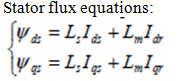 Stator flux equations:
ψds = LsIds + LmIdr
ψqs = LsIqs + LmIqr